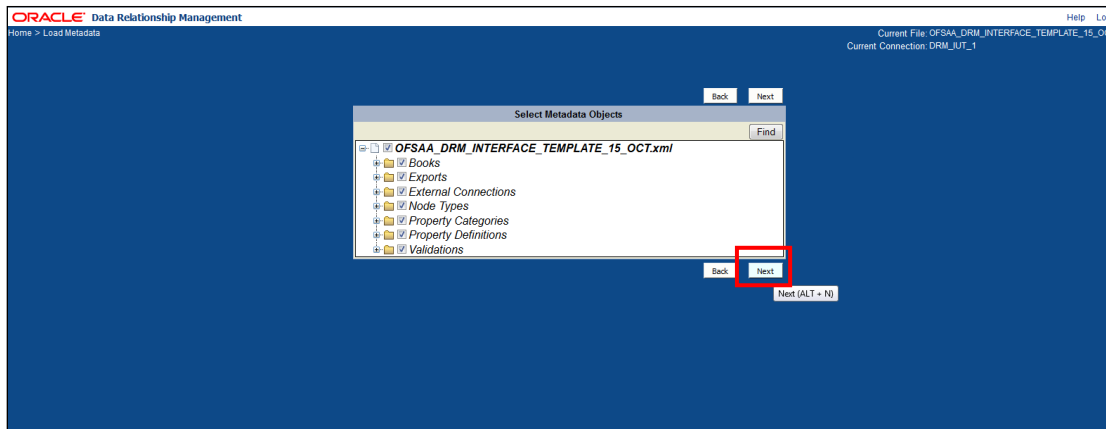 ORACLE Data Relationship Management
Help
Home > Load Metadata
Current File: OFSAA_DRM_INTERFACE_TEMPLATE_15_
Current Connection: DRM_IUT_1
Back Next
Select Metadata Objects
Find
OFSAA_DRM_INTERFACE_TEMPLATE_15_OCT.xml
Books
Exports
External Connections
Node Types
Property Categories
Property Definitions
Validations
Back Next
Next (ALT + N)